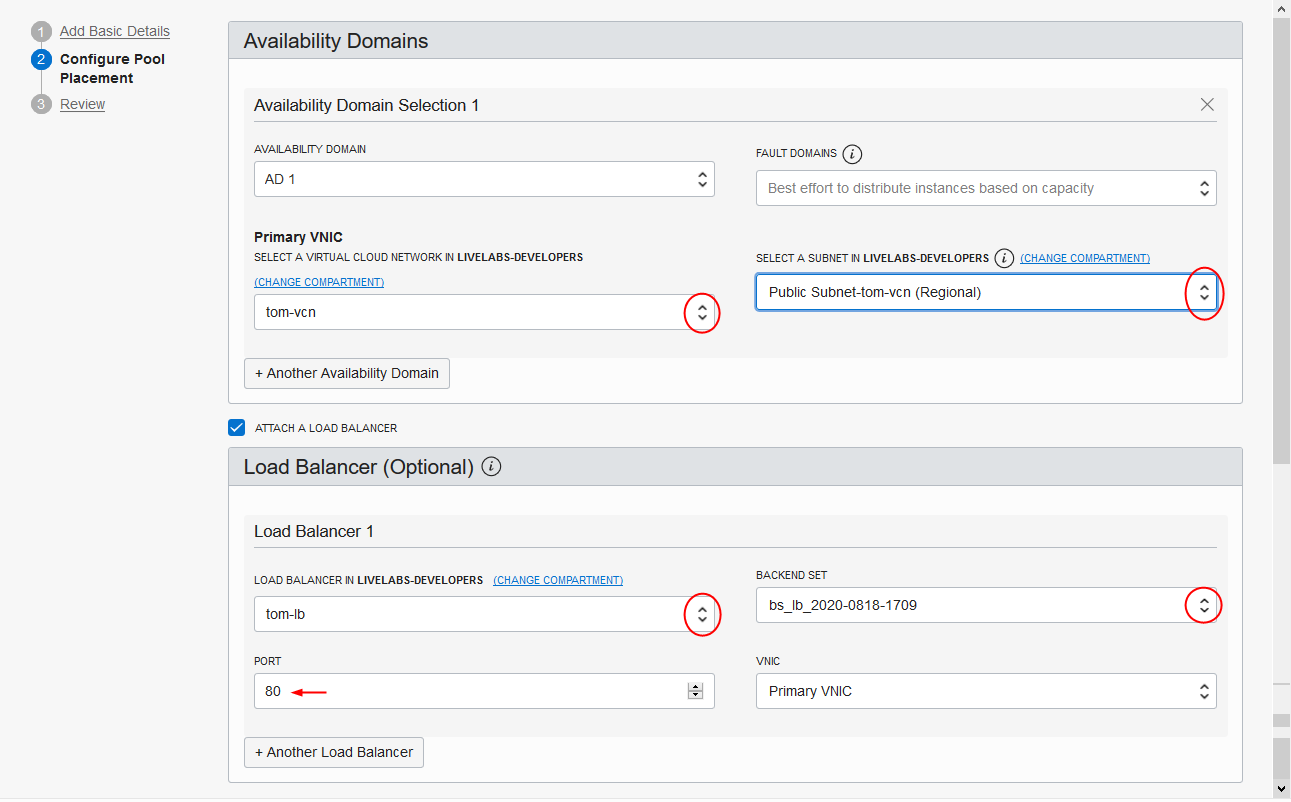 1 Add Basic Details
2 Configure Pool
Placement
3 Review
Availability Domains
Availability Domain Selection 1
AVAILABILITY DOMAIN
AD 1
FAULT DOMAINS i
Best effort to distribute instances based on capacity
Primary VNIC
SELECT A VIRTUAL CLOUD NETWORK IN LIVELABS-DEVELOPERS
(CHANGE COMPARTMENT)
tom-vcn
SELECT A SUBNET IN LIVELABS-DEVELOPERS i (CHANGE COMPARTMENT)
Public Subnet-tom-vcn (Regional)
+ Another Availability Domain
ATTACH A LOAD BALANCER
Load Balancer (Optional) i
Load Balancer 1
LOAD BALANCER IN LIVELABS-DEVELOPERS (CHANGE COMPARTMENT)
tom-lb
BACKEND SET
bs_lb_2020-0818-1709
PORT
80
VNIC
Primary VNIC
+ Another Load Balancer